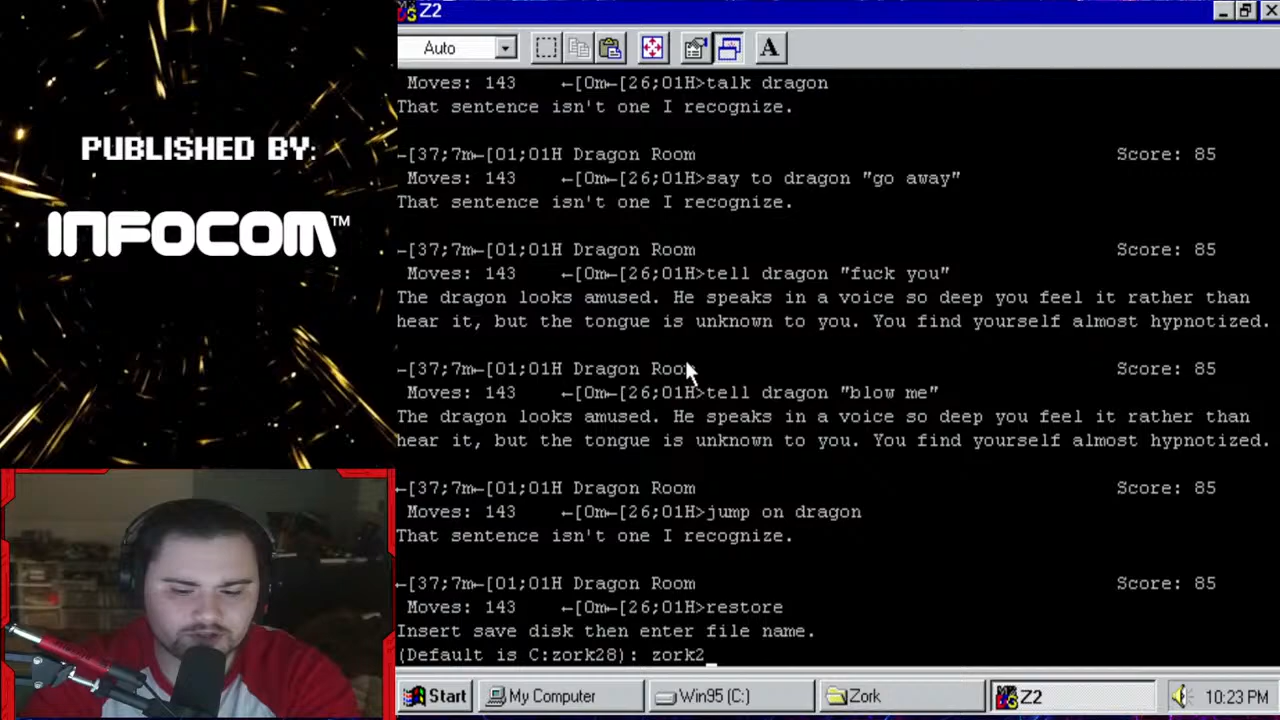 PUBLISHED BY:
INFOCOM™
Z2
Auto
A
Moves: 143 ←[0m←[26;01H>talk dragon
That sentence isn't one I recognize.
←[37;7m←[01;01H Dragon Room Score: 85
Moves: 143 ←[0m←[26;01H>say to dragon "go away"
That sentence isn't one I recognize.
←[37;7m←[01;01H Dragon Room Score: 85
Moves: 143 ←[0m←[26;01H>tell dragon "fuck you"
The dragon looks amused. He speaks in a voice so deep you feel it rather than
hear it, but the tongue is unknown to you. You find yourself almost hypnotized.
←[37;7m←[01;01H Dragon Room Score: 85
Moves: 143 ←[0m←[26;01H>tell dragon "blow me"
The dragon looks amused. He speaks in a voice so deep you feel it rather than
hear it, but the tongue is unknown to you. You find yourself almost hypnotized.
←[37;7m←[01;01H Dragon Room Score: 85
Moves: 143 ←[0m←[26;01H>jump on dragon
That sentence isn't one I recognize.
←[37;7m←[01;01H Dragon Room Score: 85
Moves: 143 ←[0m←[26;01H>restore
Insert save disk then enter file name.
(Default is C:zork28): zork2_
Start My Computer Win95 (C:) Zork Z2 10:23 PM